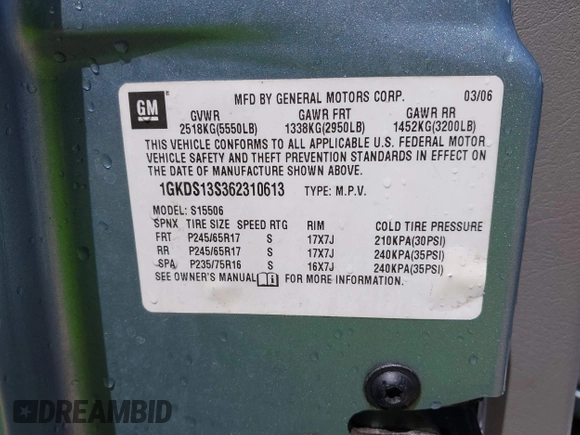 GM
MFD BY GENERAL MOTORS CORP. 03/06
GVWR GAWR FRT GAWR RR
2518KG(5550LB) 1338KG(2950LB) 1452KG(3200LB)
THIS VEHICLE CONFORMS TO ALL APPLICABLE U.S. FEDERAL MOTOR
VEHICLE SAFETY AND THEFT PREVENTION STANDARDS IN EFFECT ON
THE DATE OF MANUFACTURE SHOWN ABOVE.
1GKDS13S362310613 TYPE: M.P.V.
MODEL: S15506
SPNX TIRE SIZE SPEED RTG RIM COLD TIRE PRESSURE
FRT P245/65R17 S 17X7J 210KPA(30PSI)
RR P245/65R17 S 17X7J 240KPA(35PSI)
SPA P235/75R16 S 16X7J 240KPA(35PSI)
SEE OWNER'S MANUAL FOR MORE INFORMATION.
DREAMBID